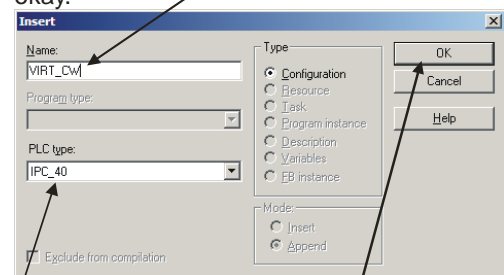 okay.
Insert
Name:
VIRT_CW
Program type:
PLC type:
IPC_40
Exclude from compilation
Type
Configuration
Resource
Task
Program instance
Description
Variables
FB instance
Mode:
Insert
Append
OK
Cancel
Help